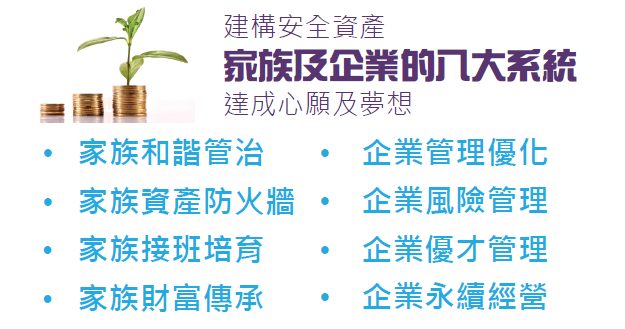 建構安全資產
家族及企業的八大系統
達成心願及夢想
• 家族和諧管治
• 家族資產防火牆
• 家族接班培育
• 家族財富傳承
• 企業管理優化
• 企業風險管理
• 企業優才管理
• 企業永續經營